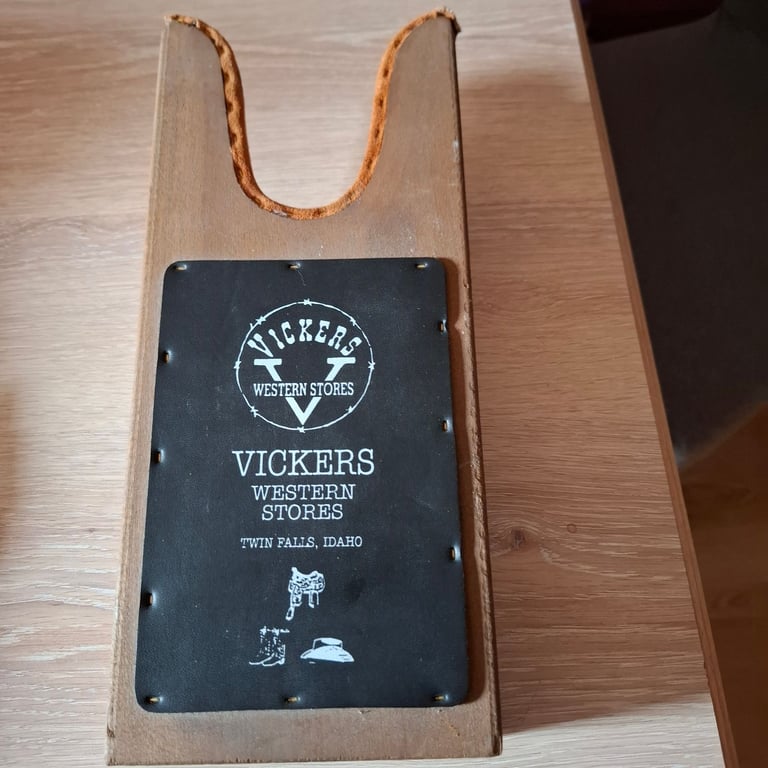 VICKERS
WESTERN STORES
VICKERS
WESTERN
STORES
TWIN FALLS, IDAHO